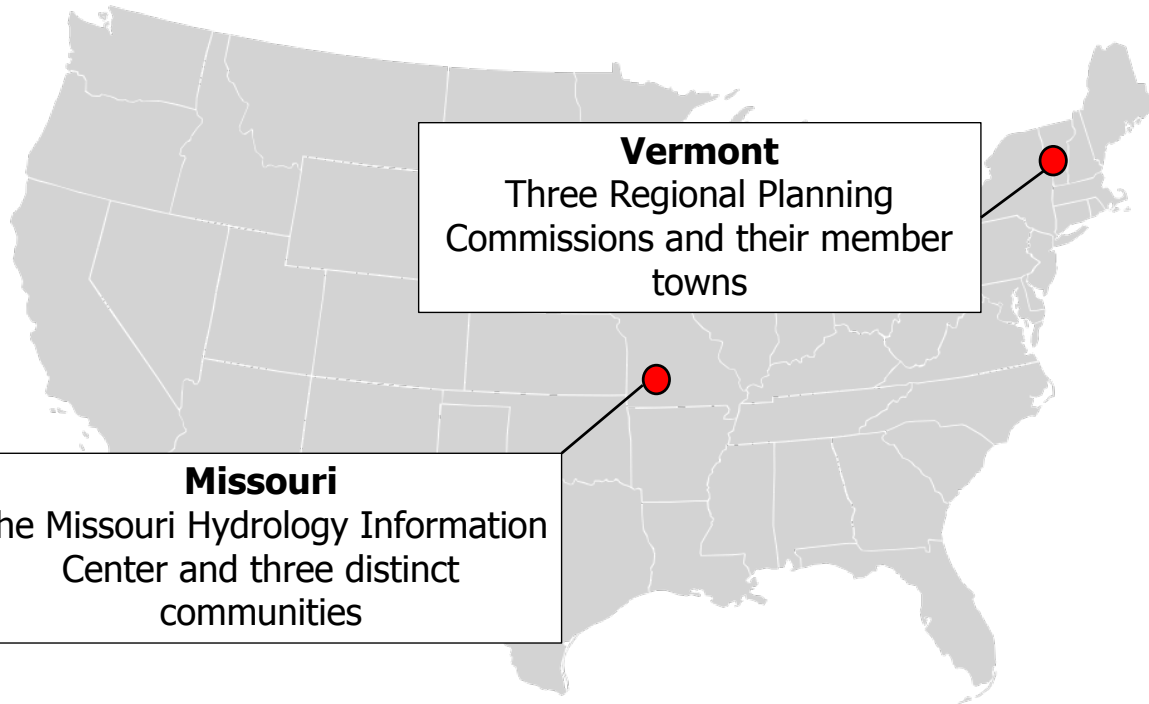 Vermont
Three Regional Planning
Commissions and their member
towns
Missouri
he Missouri Hydrology Information
Center and three distinct
communities